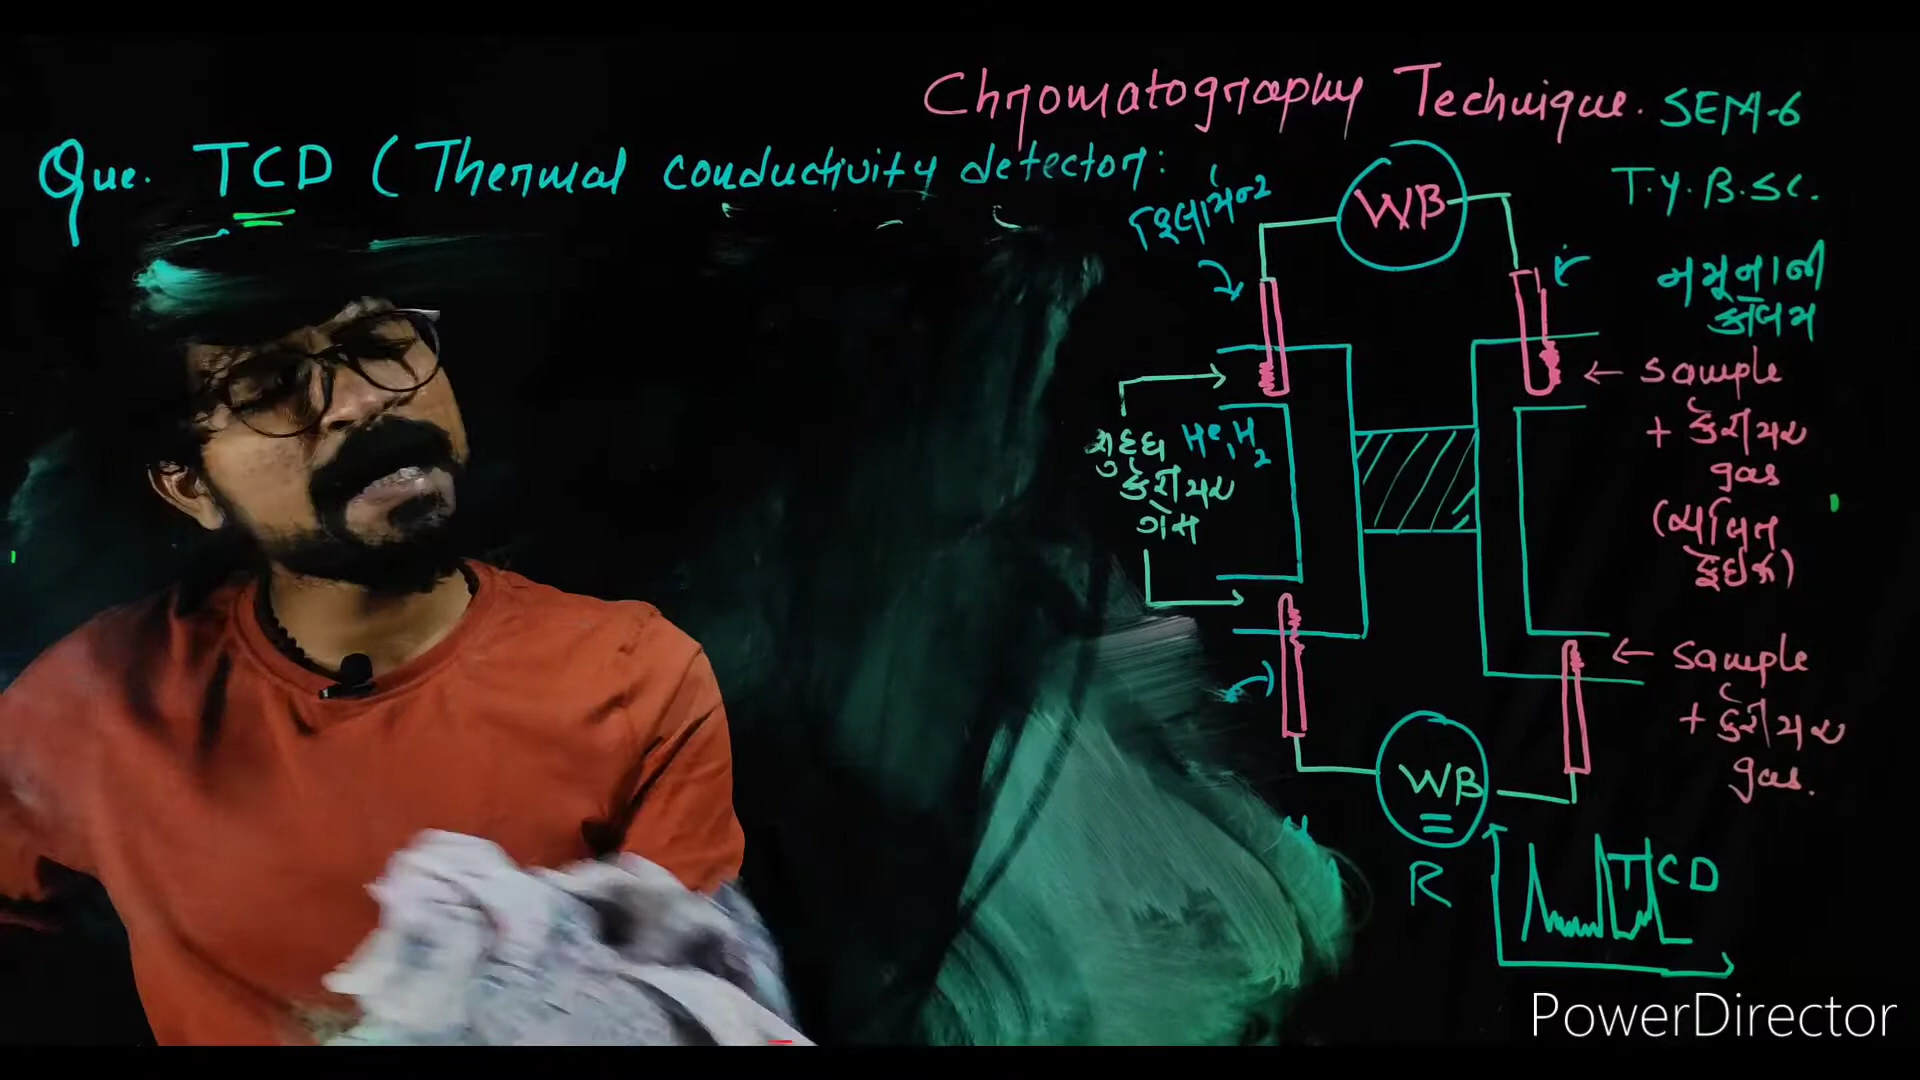 Chromatography Technique. SEM-6
Que. TCD (Thermal conductivity detector:
T.Y.B.SC.
ફિલામેન્ટ
WB
નમૂનાની
કૉલમ
← sample
+ કેરીયર
gas
શુદ્ધ He, H2
કેરીયર
ગેસ
← sample
+ કેરીયર
gas.
WB
R
TCD
PowerDirector